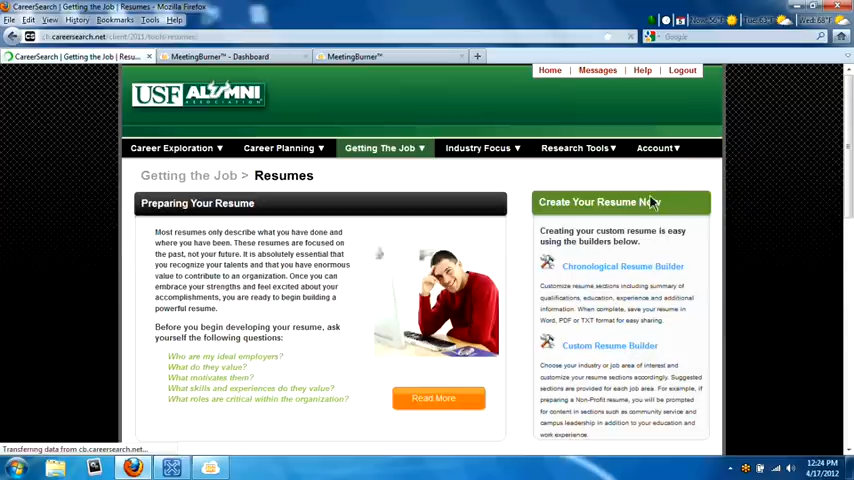 CareerSearch | Getting the Job | Resumes - Mozilla Firefox
File Edit View History Bookmarks Tools Help
Now: 56°F Tue: 63°F Wed: 68°F
cb.careersearch.net/client/2011/tools-resumes
Google
CareerSearch | Getting the Job | Resu... × MeetingBurner™ - Dashboard × MeetingBurner™ × +
Home Messages Help Logout
USF ALUMNI
ASSOCIATION
Career Exploration ▼ Career Planning ▼ Getting The Job ▼ Industry Focus ▼ Research Tools▼ Account▼
Getting the Job > Resumes
Preparing Your Resume
Most resumes only describe what you have done and
where you have been. These resumes are focused on
the past, not your future. It is absolutely essential that
you recognize your talents and that you have enormous
value to contribute to an organization. Once you can
embrace your strengths and feel excited about your
accomplishments, you are ready to begin building a
powerful resume.
Before you begin developing your resume, ask
yourself the following questions:
Who are my ideal employers?
What do they value?
What motivates them?
What skills and experiences do they value?
What roles are critical within the organization?
Read More
Create Your Resume Now
Creating your custom resume is easy
using the builders below.
Chronological Resume Builder
Customize resume sections including summary of
qualifications, education, experience and additional
information. When complete, save your resume in
Word, PDF or TXT format for easy sharing.
Custom Resume Builder
Choose your industry or job area of interest and
customize your resume sections accordingly. Suggested
sections are provided for each job area. For example, if
preparing a Non-Profit resume, you will be prompted
for content in sections such as community service and
campus leadership in addition to your education and
work experience.
Transferring data from cb.careersearch.net...
12:24 PM
4/17/2012